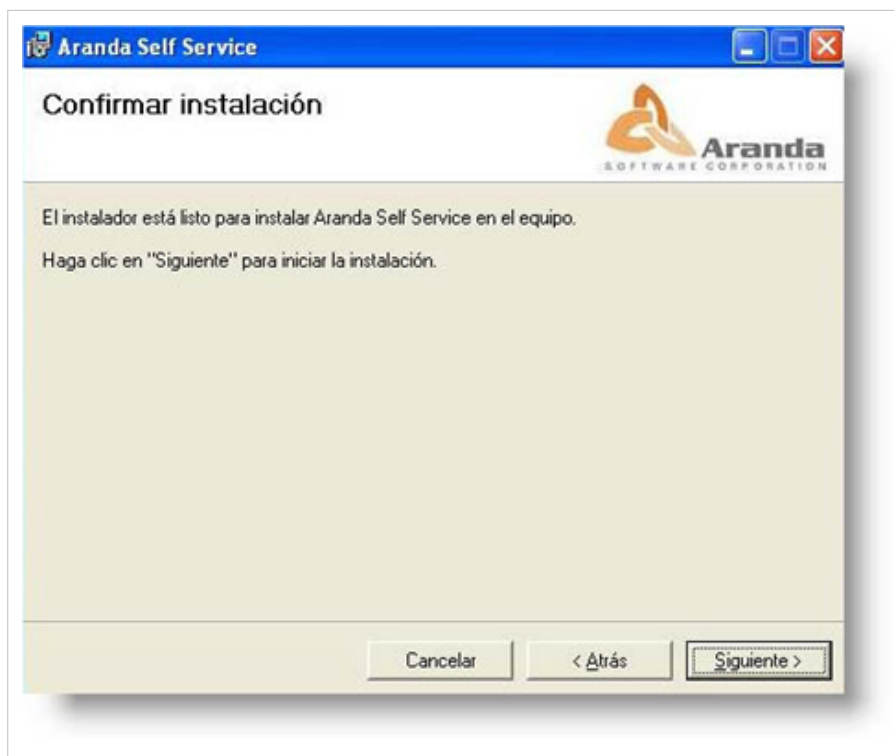 Aranda Self Service
Confirmar instalación
Aranda
SOFTWARE CORPORATION
El instalador está listo para instalar Aranda Self Service en el equipo.
Haga clic en "Siguiente" para iniciar la instalación.
Cancelar
< Atrás
Siguiente >